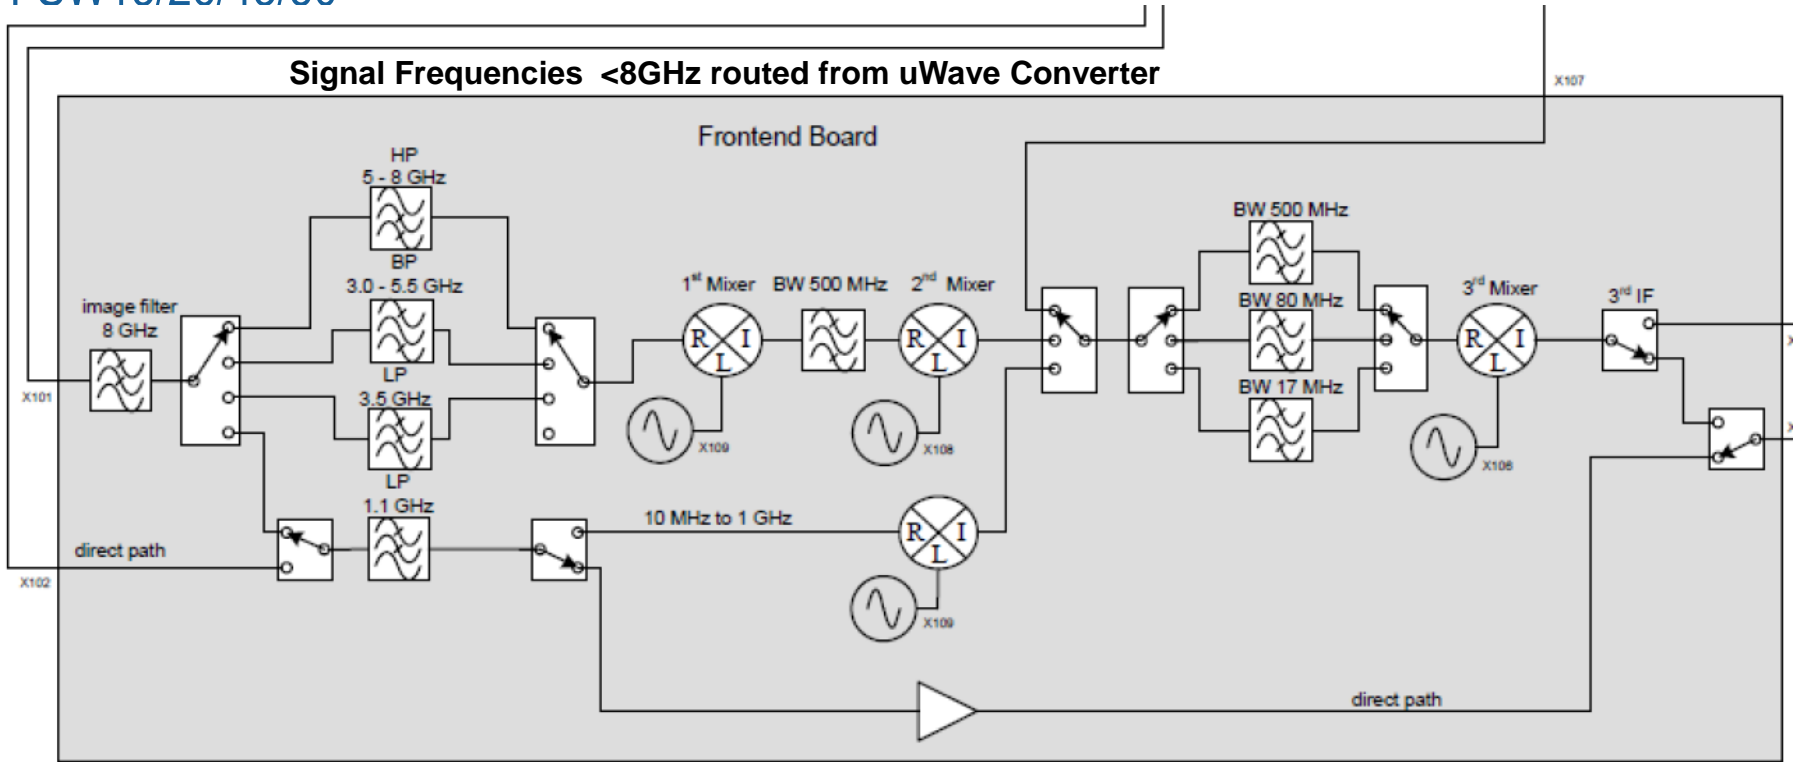 Signal Frequencies <8GHz routed from uWave Converter
X107
Frontend Board
HP
5 - 8 GHz
BP
3.0 - 5.5 GHz
LP
3.5 GHz
LP
1.1 GHz
image filter
8 GHz
X101
direct path
X102
1st Mixer
BW 500 MHz
2nd Mixer
R I
L
X109
R I
L
X108
10 MHz to 1 GHz
R I
L
X109
BW 500 MHz
BW 80 MHz
BW 17 MHz
3rd Mixer
R I
L
X106
3rd IF
direct path